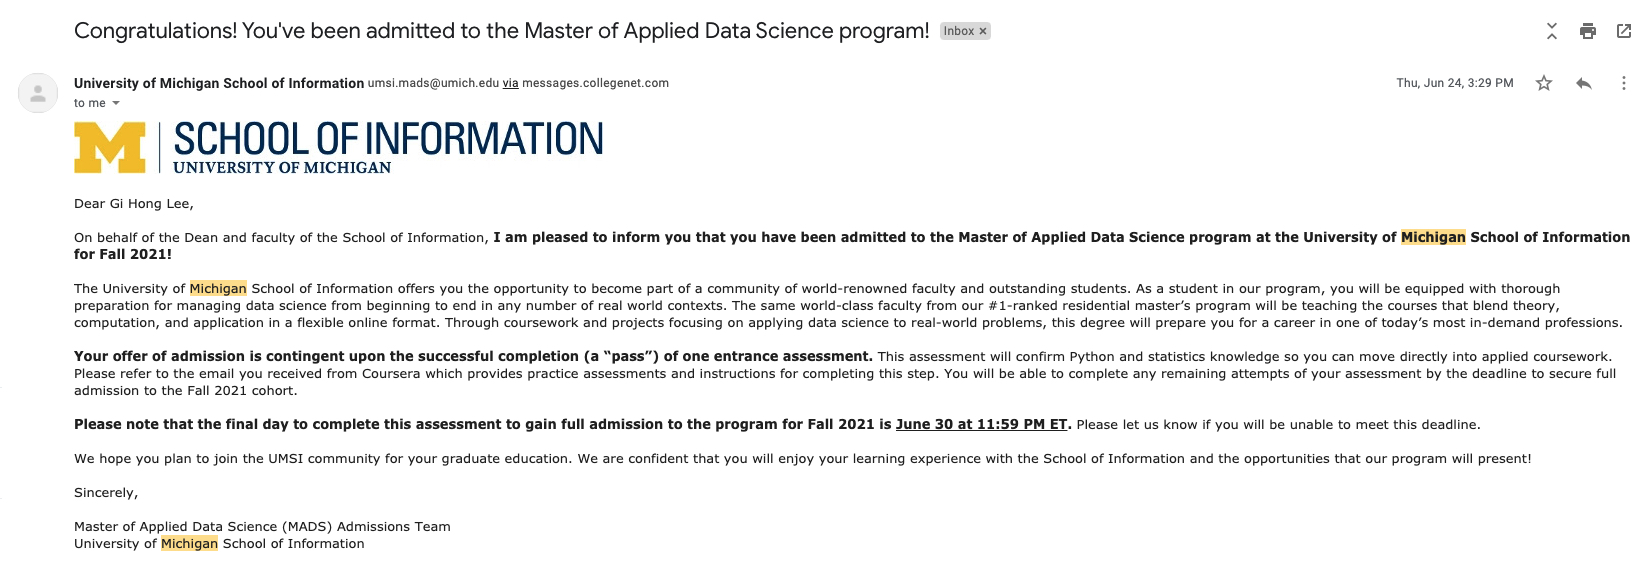 Congratulations! You've been admitted to the Master of Applied Data Science program! Inbox ×
University of Michigan School of Information umsi.mads@umich.edu via messages.collegenet.com Thu, Jun 24, 3:29 PM
to me
M SCHOOL OF INFORMATION
UNIVERSITY OF MICHIGAN
Dear Gi Hong Lee,
On behalf of the Dean and faculty of the School of Information, I am pleased to inform you that you have been admitted to the Master of Applied Data Science program at the University of Michigan School of Information
for Fall 2021!
The University of Michigan School of Information offers you the opportunity to become part of a community of world-renowned faculty and outstanding students. As a student in our program, you will be equipped with thorough
preparation for managing data science from beginning to end in any number of real world contexts. The same world-class faculty from our #1-ranked residential master's program will be teaching the courses that blend theory,
computation, and application in a flexible online format. Through coursework and projects focusing on applying data science to real-world problems, this degree will prepare you for a career in one of today's most in-demand professions.
Your offer of admission is contingent upon the successful completion (a “pass”) of one entrance assessment. This assessment will confirm Python and statistics knowledge so you can move directly into applied coursework.
Please refer to the email you received from Coursera which provides practice assessments and instructions for completing this step. You will be able to complete any remaining attempts of your assessment by the deadline to secure full
admission to the Fall 2021 cohort.
Please note that the final day to complete this assessment to gain full admission to the program for Fall 2021 is June 30 at 11:59 PM ET. Please let us know if you will be unable to meet this deadline.
We hope you plan to join the UMSI community for your graduate education. We are confident that you will enjoy your learning experience with the School of Information and the opportunities that our program will present!
Sincerely,
Master of Applied Data Science (MADS) Admissions Team
University of Michigan School of Information